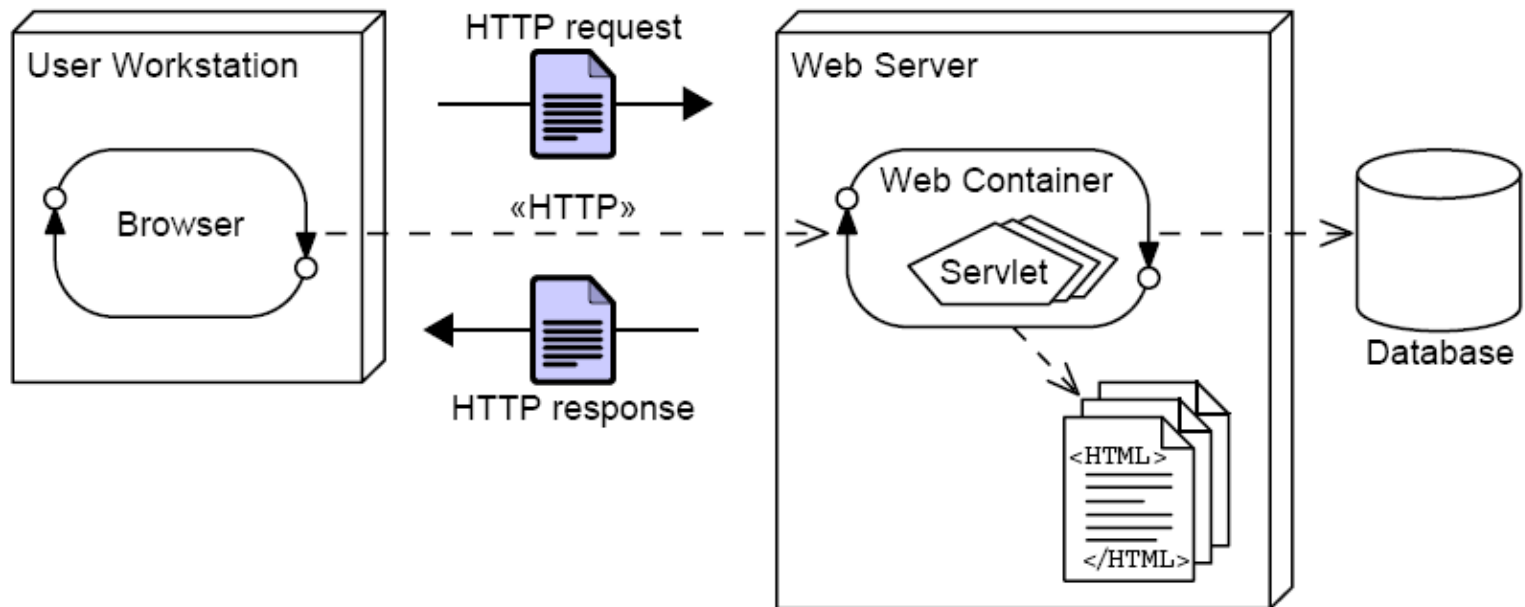 HTTP request
User Workstation
Web Server
Web Container
Browser
«HTTP»
Servlet
Database
HTTP response
<HTML>
</HTML>